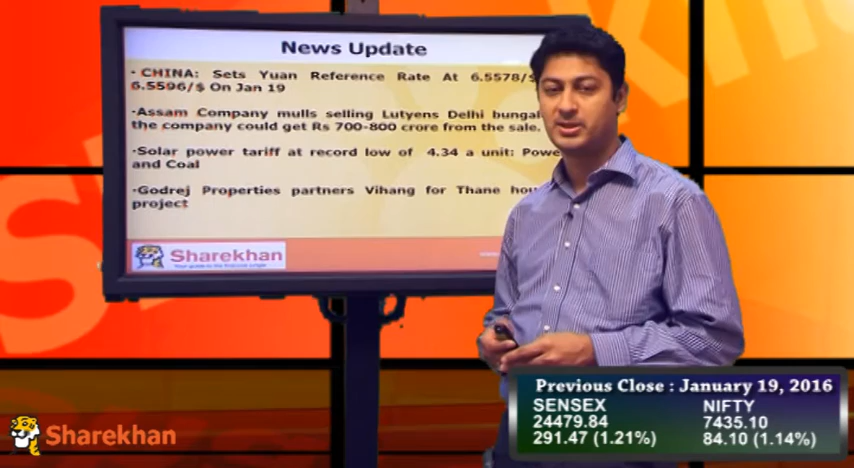 News Update
•CHINA: Sets Yuan Reference Rate At 6.5578/$
6.5596/$ On Jan 19
•Assam Company mulls selling Lutyens Delhi
the company could get Rs 700-800 crore from the sale.
•Solar power tariff at record low of 4.34 a unit:
and Coal
•Godrej Properties partners Vihang for Thane
project
Sharekhan
Previous Close : January 19, 2016
SENSEX NIFTY
24479.84 7435.10
291.47 (1.21%) 84.10 (1.14%)
Sharekhan